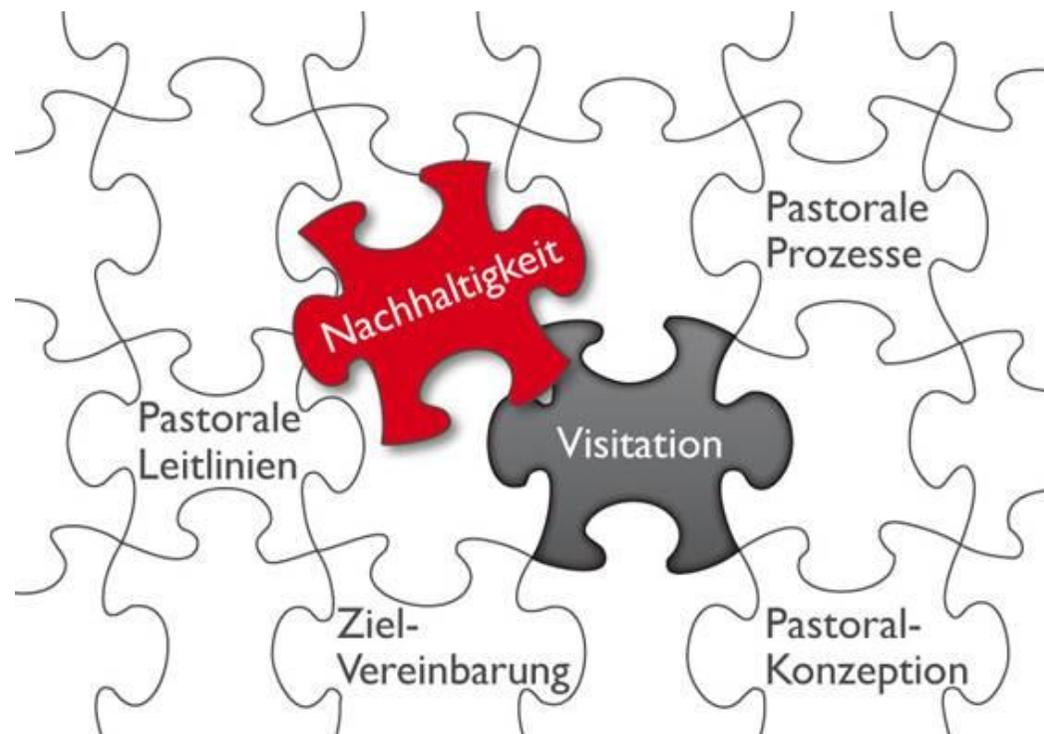 Pastorale
Prozesse
Nachhaltigkeit
Pastorale
Leitlinien
Visitation
Ziel-
Vereinbarung
Pastoral-
Konzeption